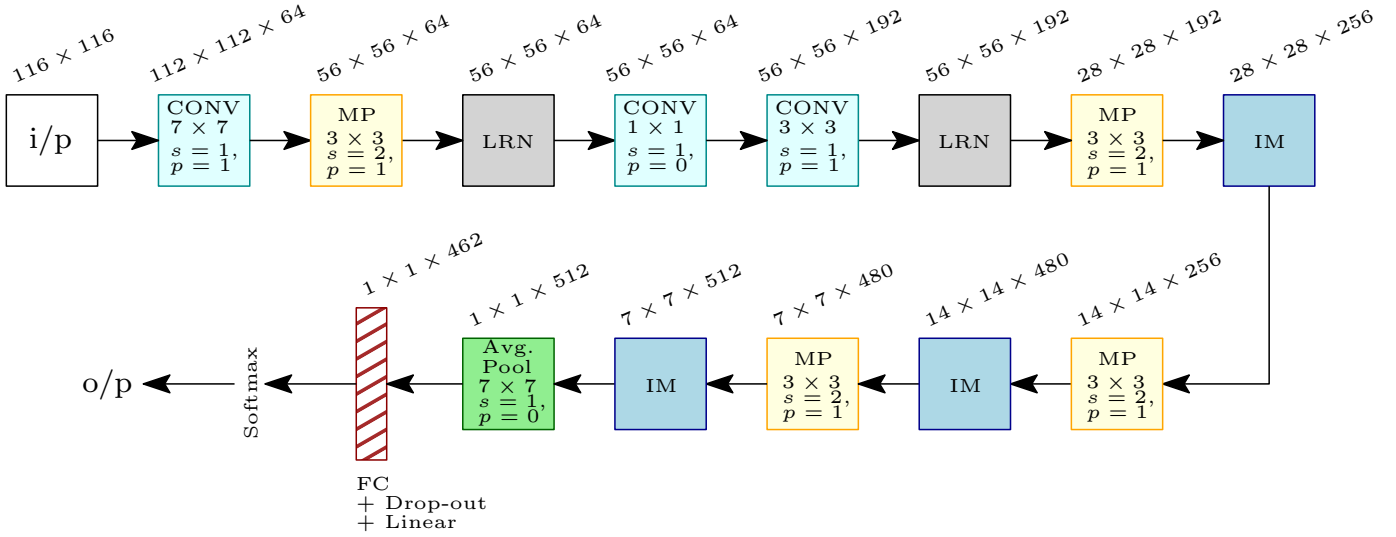 116 × 116
112 × 112 × 64
56 × 56 × 64
56 × 56 × 64
56 × 56 × 64
56 × 56 × 192
56 × 56 × 192
28 × 28 × 192
28 × 28 × 256
i/p
CONV
7 × 7
s = 1,
p = 1
MP
3 × 3
s = 2,
p = 1
LRN
CONV
1 × 1
s = 1,
p = 0
CONV
3 × 3
s = 1,
p = 1
LRN
MP
3 × 3
s = 2,
p = 1
IM
1 × 1 × 462
1 × 1 × 512
7 × 7 × 512
7 × 7 × 480
14 × 14 × 480
14 × 14 × 256
o/p
Softmax
Avg.
Pool
7 × 7
s = 1,
p = 0
IM
MP
3 × 3
s = 2,
p = 1
IM
MP
3 × 3
s = 2,
p = 1
FC
+ Drop-out
+ Linear